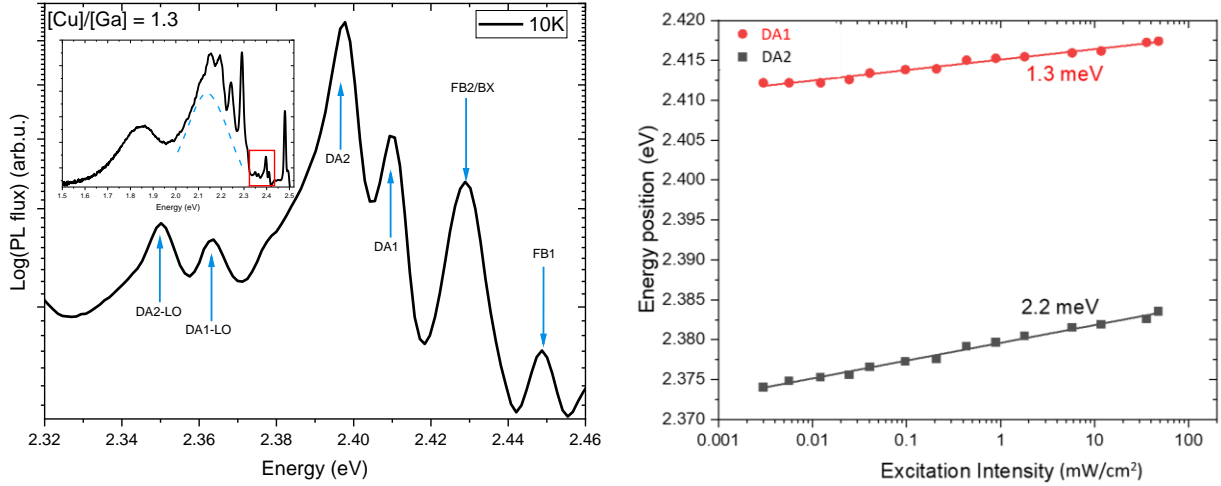 [Cu]/[Ga] = 1.3
10K
Log(PL flux) (arb.u.)
1.5 1.6 1.7 1.8 1.9 2.0 2.1 2.2 2.3 2.4 2.5
Energy (eV)
DA2
DA1
FB2/BX
FB1
DA2-LO
DA1-LO
2.32 2.34 2.36 2.38 2.40 2.42 2.44 2.46
Energy (eV)
DA1
DA2
1.3 meV
2.2 meV
Energy position (eV)
2.420
2.415
2.410
2.405
2.400
2.395
2.390
2.385
2.380
2.375
2.370
0.001 0.01 0.1 1 10 100
Excitation Intensity (mW/cm²)